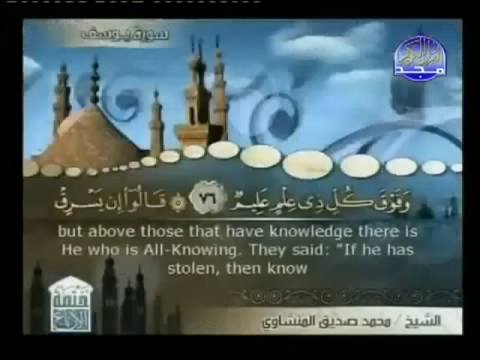 سورة يوسف
المجد
وَفَوْقَ كُلِّ ذِي عِلْمٍ عَلِيمٌ ٧٦ قَالُوٓا۟ إِن يَسْرِقْ
but above those that have knowledge there is
He who is All-Knowing. They said: "If he has
stolen, then know
الشيخ / محمد صديق المنشاوي